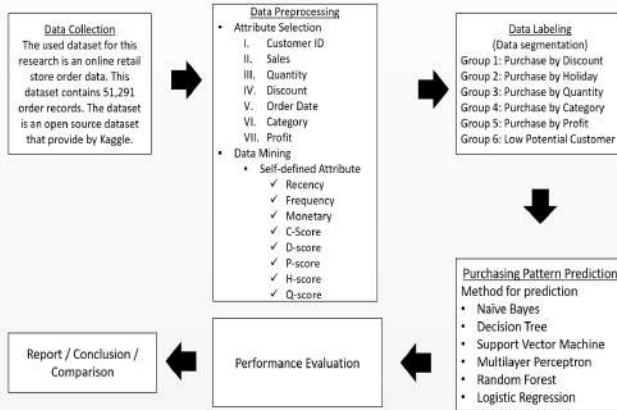 Data Collection
The used dataset for this
research is an online retail
store order data. This
dataset contains 51,291
order records. The dataset
is an open source dataset
that provide by Kaggle.
Data Preprocessing
• Attribute Selection
I. Customer ID
II. Sales
III. Quantity
IV. Discount
V. Order Date
VI. Category
VII. Profit
• Data Mining
• Self-defined Attribute
✓ Recency
✓ Frequency
✓ Monetary
✓ C-Score
✓ D-score
✓ P-score
✓ H-score
✓ Q-score
Data Labeling
(Data segmentation)
Group 1: Purchase by Discount
Group 2: Purchase by Holiday
Group 3: Purchase by Quantity
Group 4: Purchase by Category
Group 5: Purchase by Profit
Group 6: Low Potential Customer
Purchasing Pattern Prediction
Method for prediction
• Naïve Bayes
• Decision Tree
• Support Vector Machine
• Multilayer Perceptron
• Random Forest
• Logistic Regression
Performance Evaluation
Report / Conclusion /
Comparison